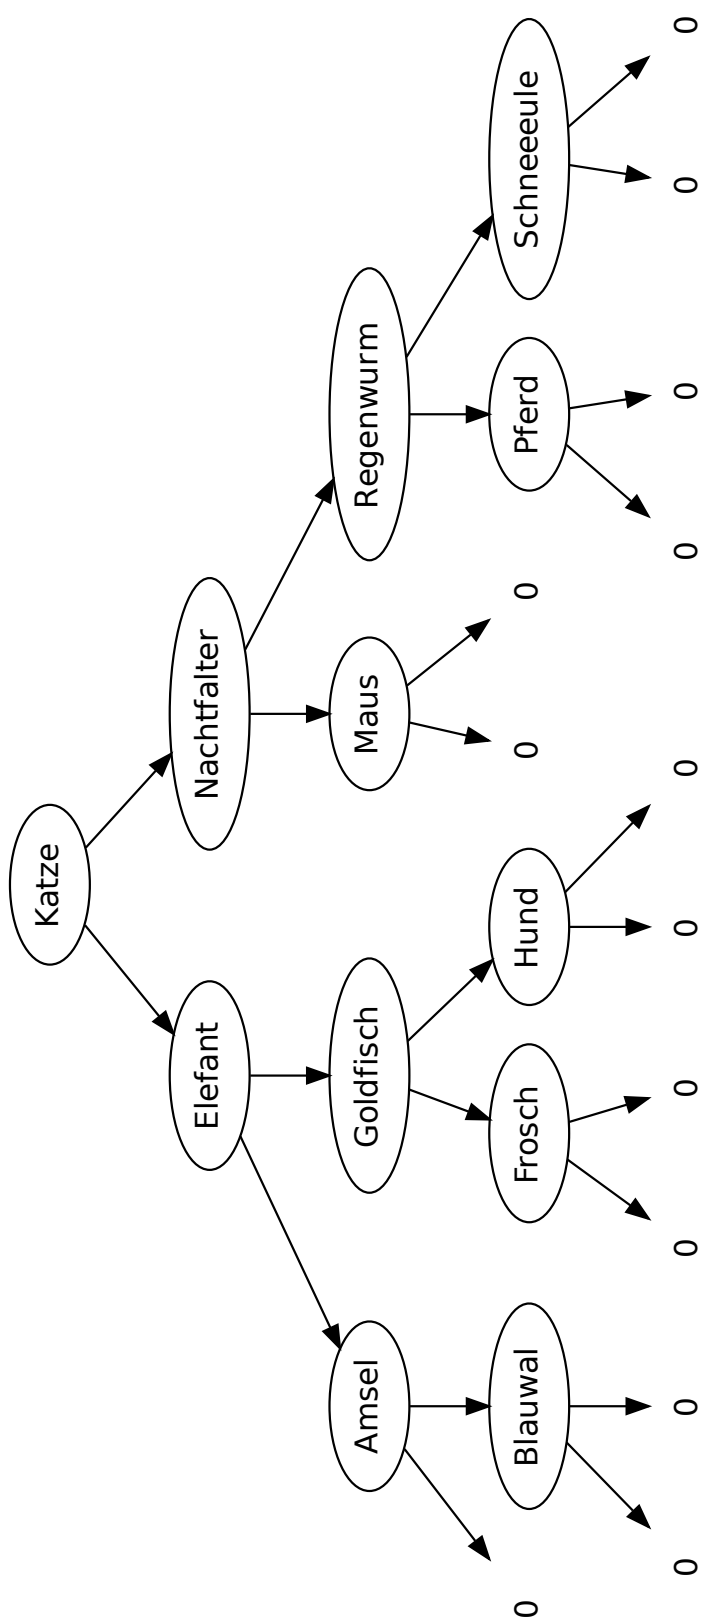 Katze
Elefant
Nachtfalter
Amsel
Goldfisch
Maus
Regenwurm
0
Blauwal
Frosch
Hund
0
0
Pferd
Schneeeule
0
0
0
0
0
0
0
0
0
0